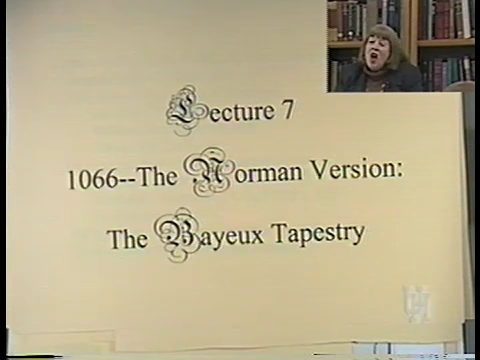 Lecture 7
1066--The Norman Version:
The Bayeux Tapestry